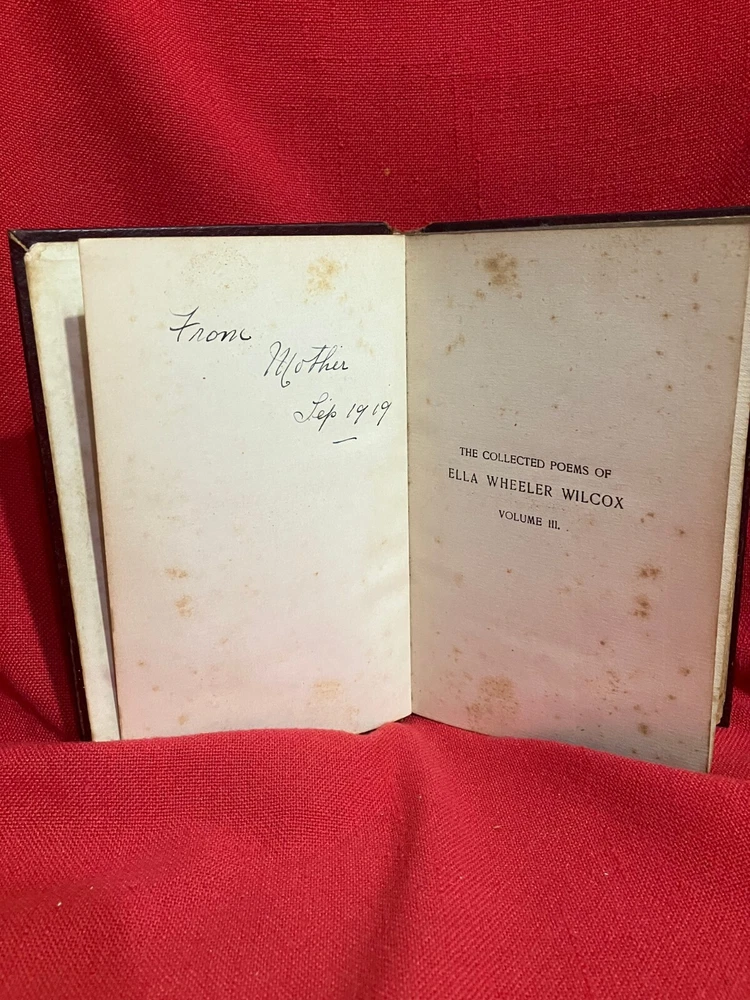 From
Mother
Sep 1919
THE COLLECTED POEMS OF
ELLA WHEELER WILCOX
VOLUME III.